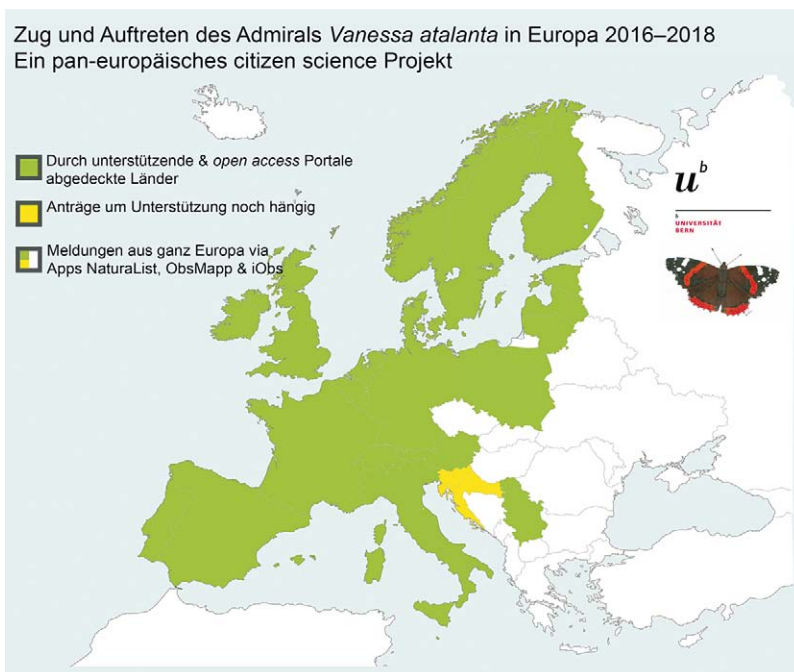 Zug und Auftreten des Admirals Vanessa atalanta in Europa 2016–2018
Ein pan-europäisches citizen science Projekt
Durch unterstützende & open access Portale
abgedeckte Länder
Anträge um Unterstützung noch hängig
Meldungen aus ganz Europa via
Apps NaturaList, ObsMapp & iObs
u^b
b
UNIVERSITÄT
BERN